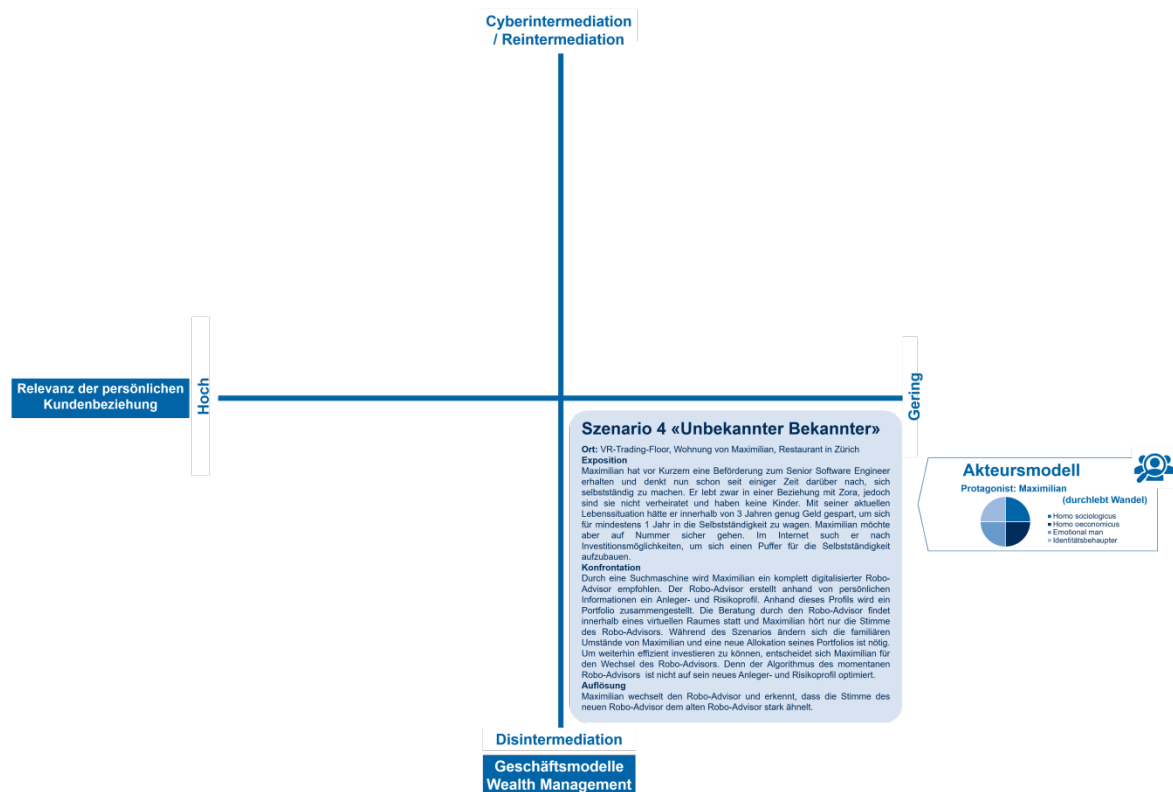 Cyberintermediation
/ Reintermediation
Relevanz der persönlichen
Kundenbeziehung
Hoch
Gering
Szenario 4 «Unbekannter Bekannter»
Ort: VR-Trading-Floor, Wohnung von Maximilian, Restaurant in Zürich
Exposition
Maximilian hat vor Kurzem eine Beförderung zum Senior Software Engineer
erhalten und denkt nun schon seit einiger Zeit darüber nach, sich
selbstständig zu machen. Er lebt zwar in einer Beziehung mit Zora, jedoch
sind sie nicht verheiratet und haben keine Kinder. Mit seiner aktuellen
Lebenssituation hätte er innerhalb von 3 Jahren genug Geld gespart, um sich
für mindestens 1 Jahr in die Selbstständigkeit zu wagen. Maximilian möchte
aber auf Nummer sicher gehen. Im Internet such er nach
Investitionsmöglichkeiten, um sich einen Puffer für die Selbstständigkeit
aufzubauen.
Konfrontation
Durch eine Suchmaschine wird Maximilian ein komplett digitalisierter Robo-
Advisor empfohlen. Der Robo-Advisor erstellt anhand von persönlichen
Informationen ein Anleger- und Risikoprofil. Anhand dieses Profils wird ein
Portfolio zusammengestellt. Die Beratung durch den Robo-Advisor findet
innerhalb eines virtuellen Raumes statt und Maximilian hört nur die Stimme
des Robo-Advisors. Während des Szenarios ändern sich die familiären
Umstände von Maximilian und eine neue Allokation seines Portfolios ist nötig.
Um weiterhin effizient investieren zu können, entscheidet sich Maximilian für
den Wechsel des Robo-Advisors. Denn der Algorithmus des momentanen
Robo-Advisors ist nicht auf sein neues Anleger- und Risikoprofil optimiert.
Auflösung
Maximilian wechselt den Robo-Advisor und erkennt, dass die Stimme des
neuen Robo-Advisor dem alten Robo-Advisor stark ähnelt.
Akteursmodell
Protagonist: Maximilian
(durchlebt Wandel)
Homo sociologicus
Homo oeconomicus
Emotional man
Identitätsbehaupter
Disintermediation
Geschäftsmodelle
Wealth Management